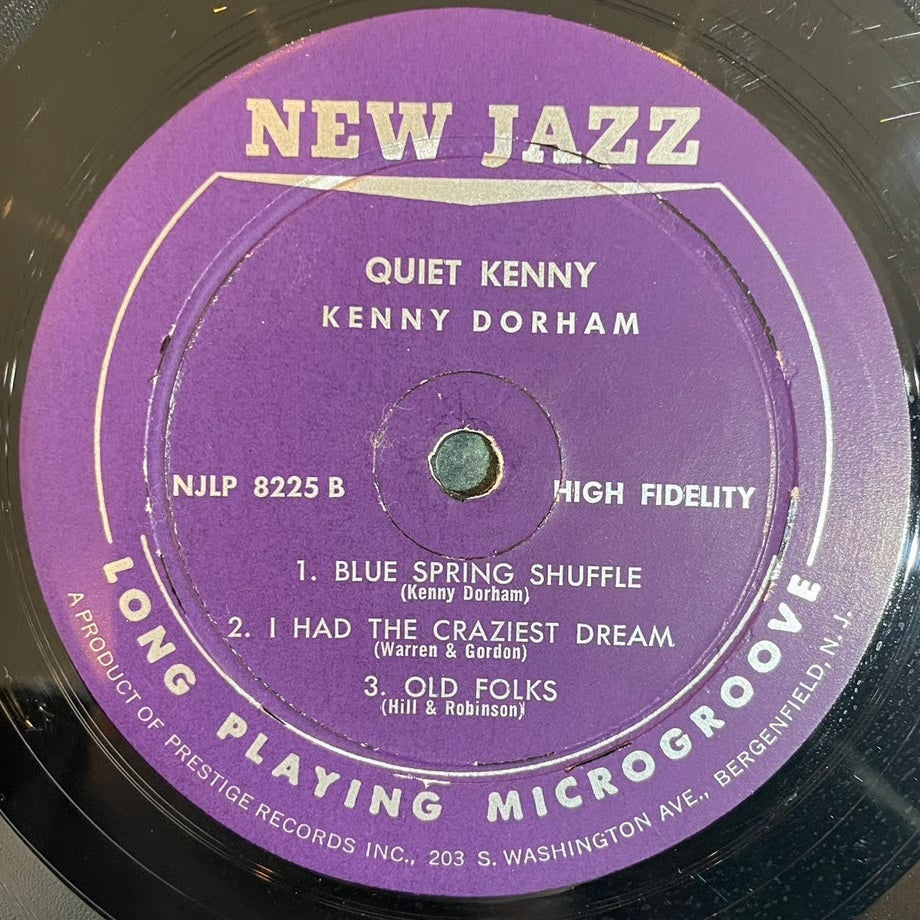 NEW JAZZ
QUIET KENNY
KENNY DORHAM
NJLP 8225 B
HIGH FIDELITY
1. BLUE SPRING SHUFFLE
(Kenny Dorham)
2. I HAD THE CRAZIEST DREAM
(Warren & Gordon)
3. OLD FOLKS
(Hill & Robinson)
LONG PLAYING MICROGROOVE
A PRODUCT OF PRESTIGE RECORDS INC., 203 S. WASHINGTON AVE., BERGENFIELD, N. J.